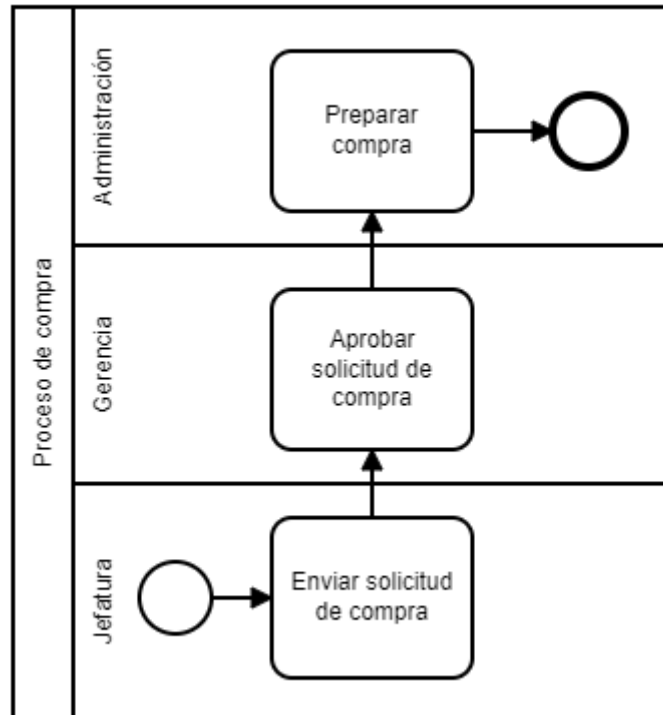 Proceso de compra
Administración
Preparar
compra
Gerencia
Aprobar
solicitud de
compra
Jefatura
Enviar solicitud
de compra